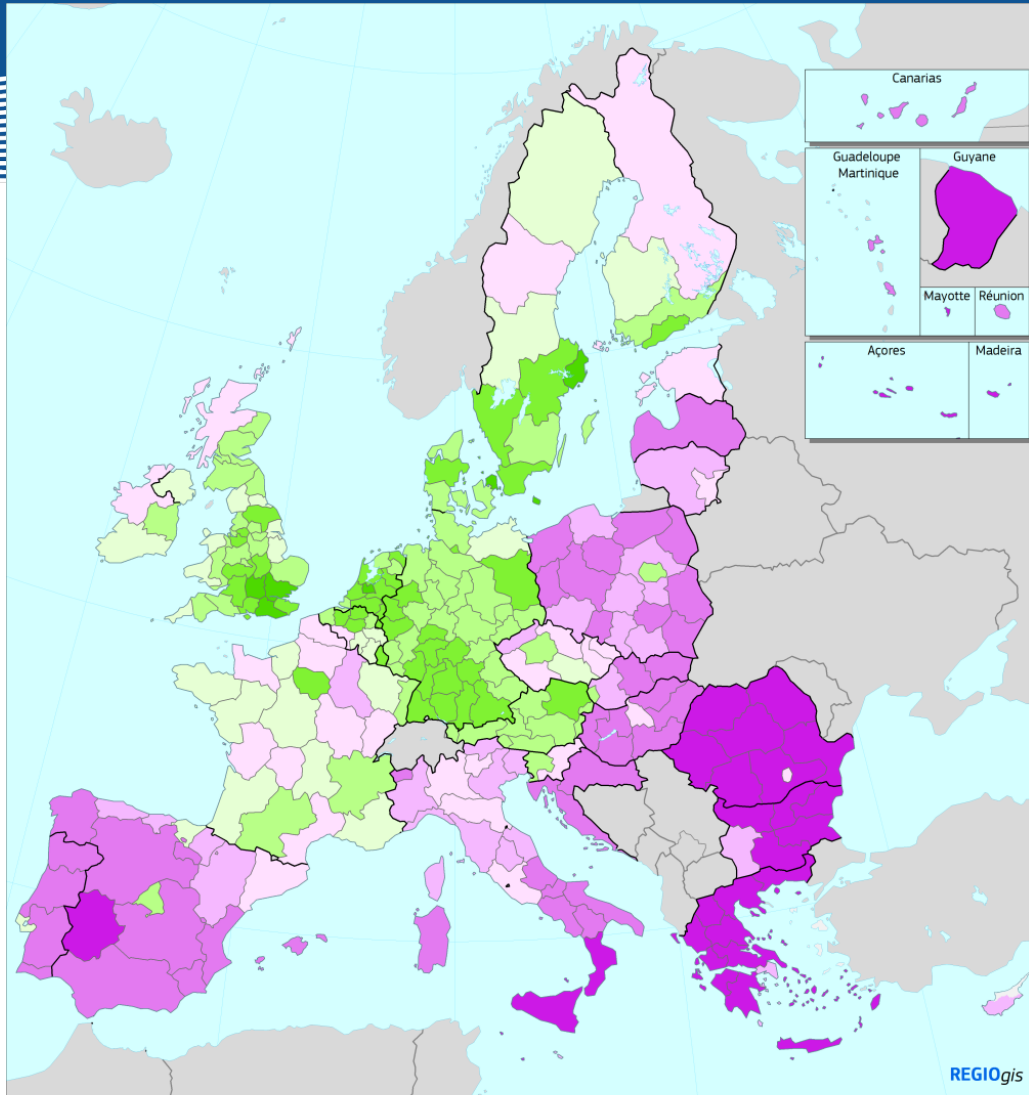 Canarias
Guadeloupe
Martinique
Guyane
Mayotte
Réunion
Açores
Madeira
REGIOgis